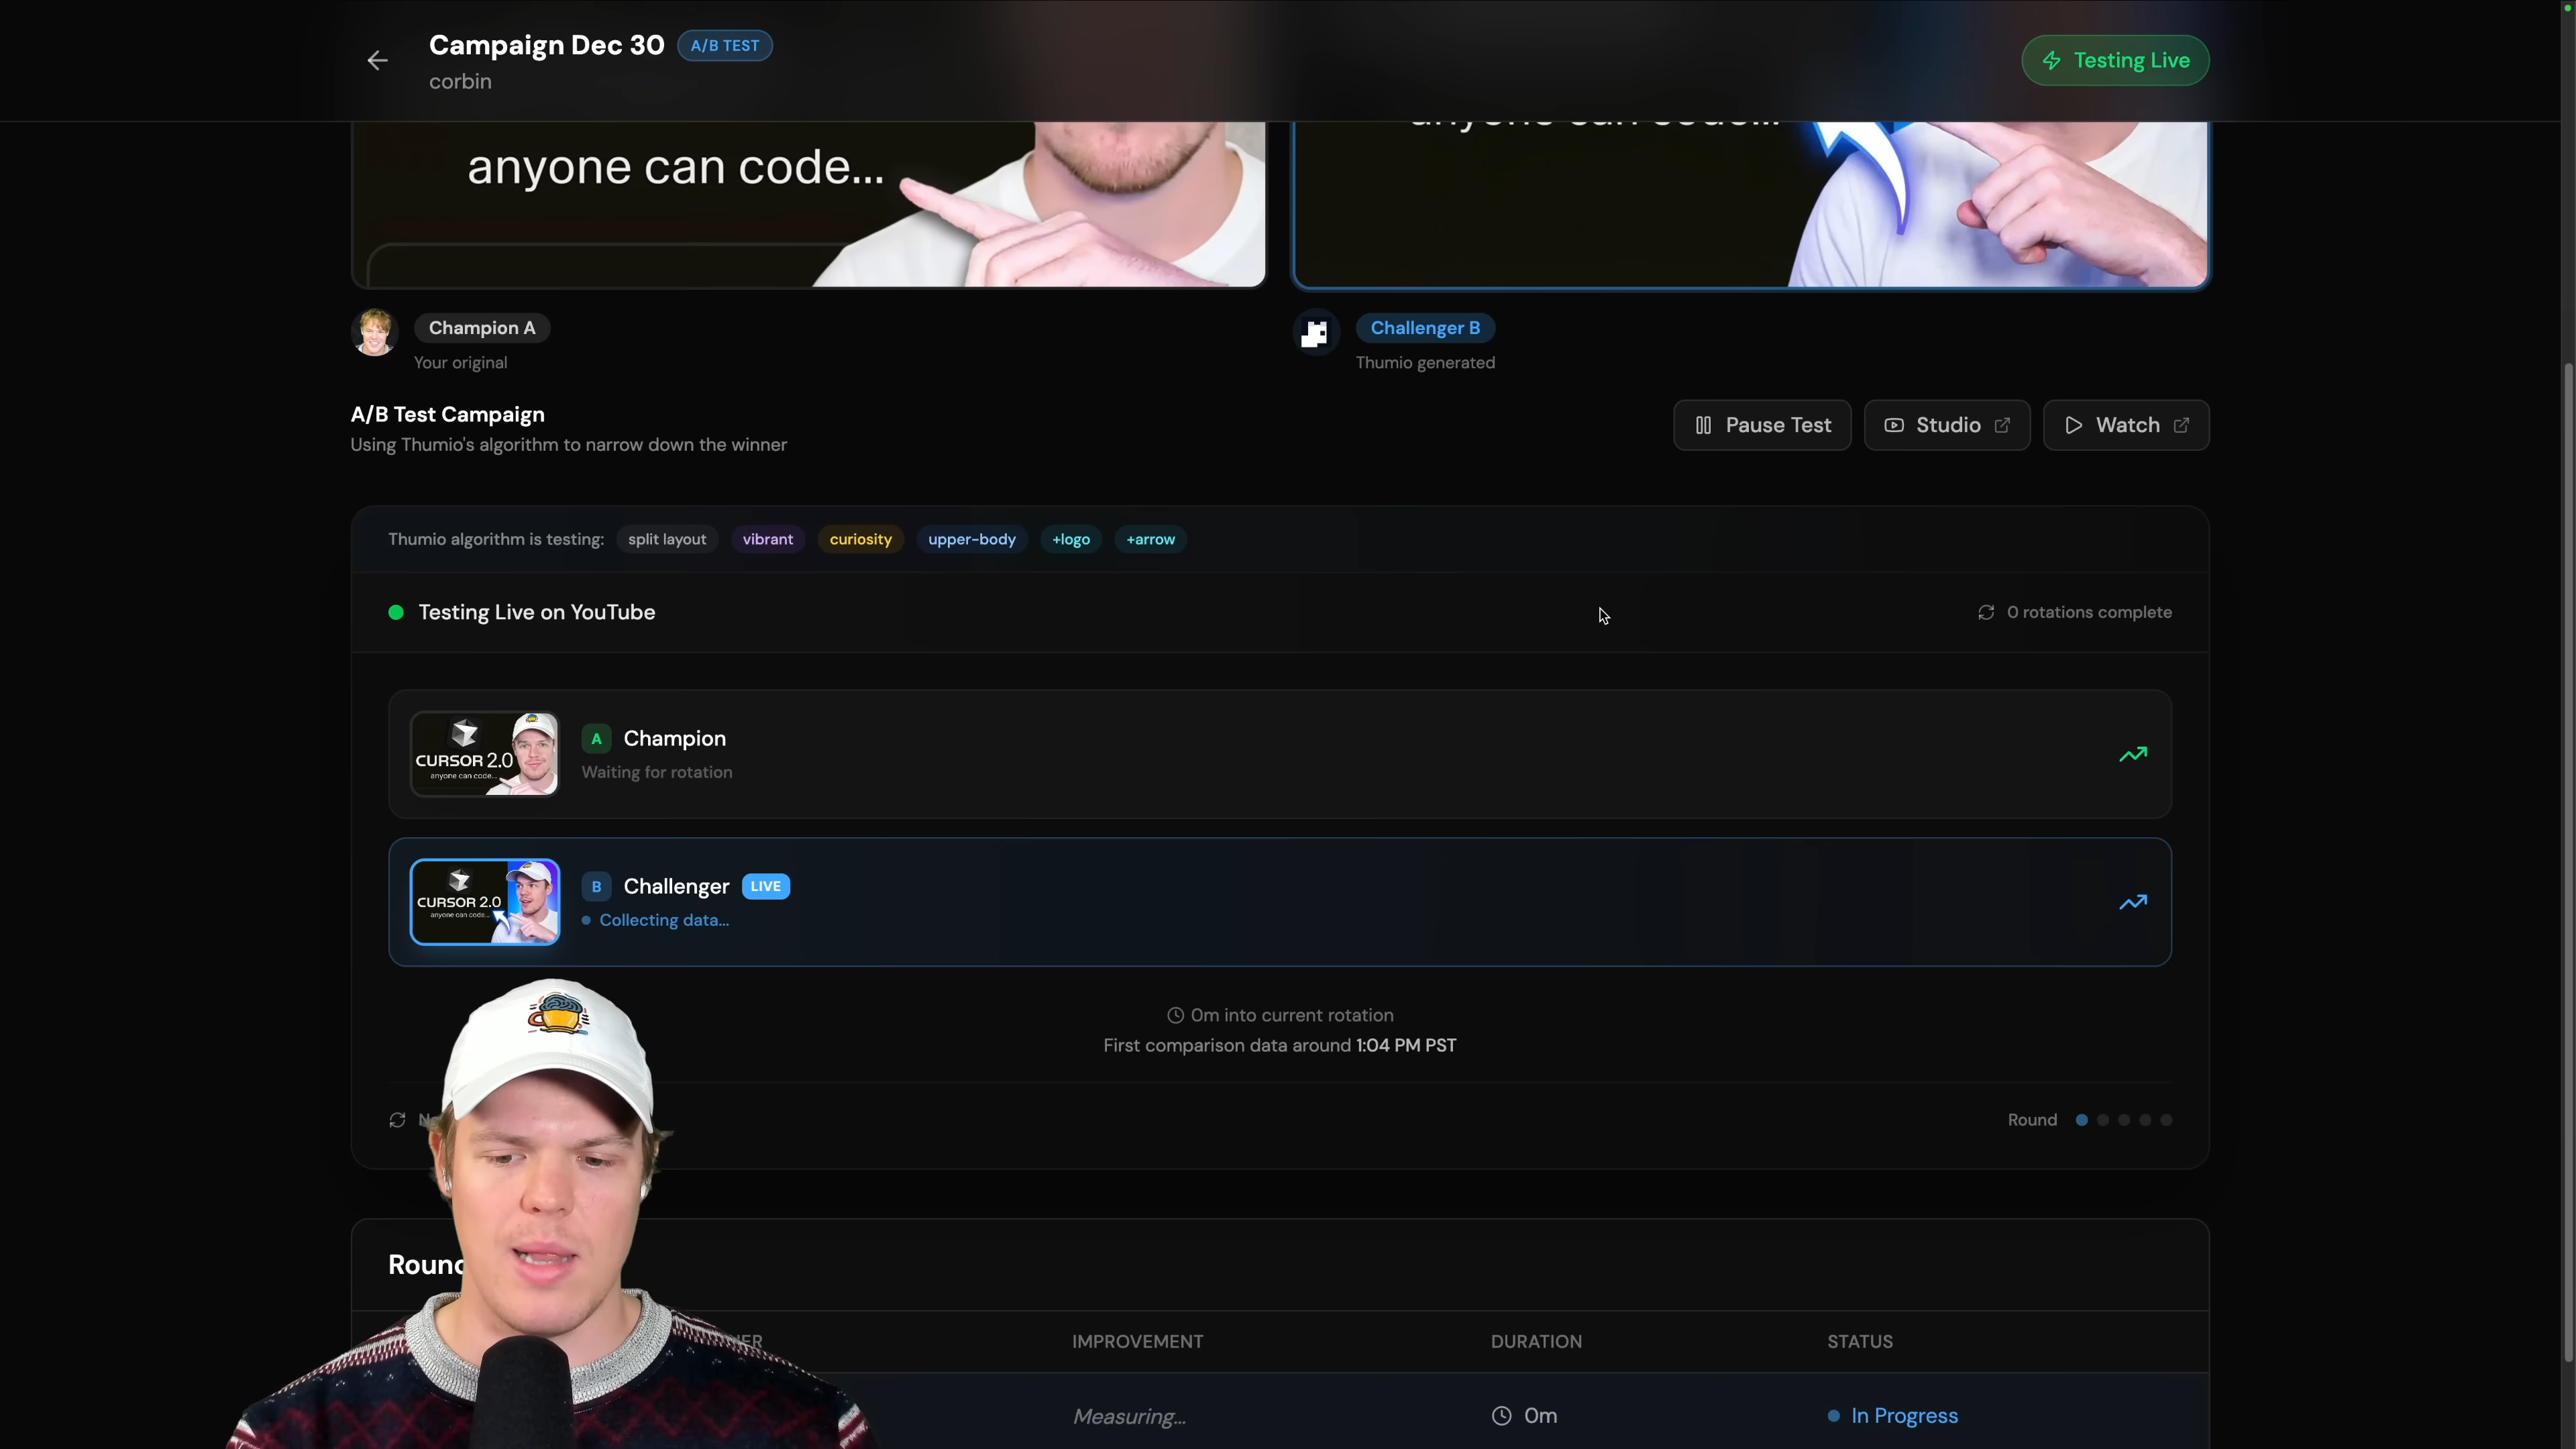 Campaign Dec 30
A/B TEST
corbin
Testing Live
anyone can code...
anyone can code...
Champion A
Your original
Challenger B
Thumio generated
A/B Test Campaign
Using Thumio's algorithm to narrow down the winner
Pause Test
Studio
Watch
Thumio algorithm is testing:
split layout
vibrant
curiosity
upper-body
+logo
+arrow
Testing Live on YouTube
0 rotations complete
CURSOR 2.0
anyone can code...
A
Champion
Waiting for rotation
CURSOR 2.0
anyone can code...
B
Challenger
LIVE
Collecting data...
0m into current rotation
First comparison data around 1:04 PM PST
Round
Round
IMPROVEMENT
DURATION
STATUS
Measuring...
0m
In Progress